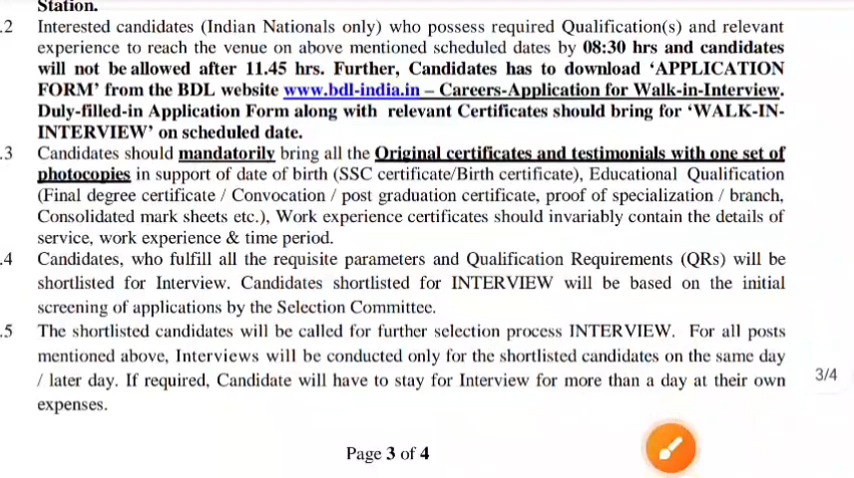 Station.
.2 Interested candidates (Indian Nationals only) who possess required Qualification(s) and relevant
experience to reach the venue on above mentioned scheduled dates by 08:30 hrs and candidates
will not be allowed after 11.45 hrs. Further, Candidates has to download ‘APPLICATION
FORM’ from the BDL website www.bdl-india.in – Careers-Application for Walk-in-Interview.
Duly-filled-in Application Form along with relevant Certificates should bring for ‘WALK-IN-
INTERVIEW’ on scheduled date.
.3 Candidates should mandatorily bring all the Original certificates and testimonials with one set of
photocopies in support of date of birth (SSC certificate/Birth certificate), Educational Qualification
(Final degree certificate / Convocation / post graduation certificate, proof of specialization / branch,
Consolidated mark sheets etc.), Work experience certificates should invariably contain the details of
service, work experience & time period.
.4 Candidates, who fulfill all the requisite parameters and Qualification Requirements (QRs) will be
shortlisted for Interview. Candidates shortlisted for INTERVIEW will be based on the initial
screening of applications by the Selection Committee.
.5 The shortlisted candidates will be called for further selection process INTERVIEW. For all posts
mentioned above, Interviews will be conducted only for the shortlisted candidates on the same day
/ later day. If required, Candidate will have to stay for Interview for more than a day at their own
expenses.
3/4
Page 3 of 4